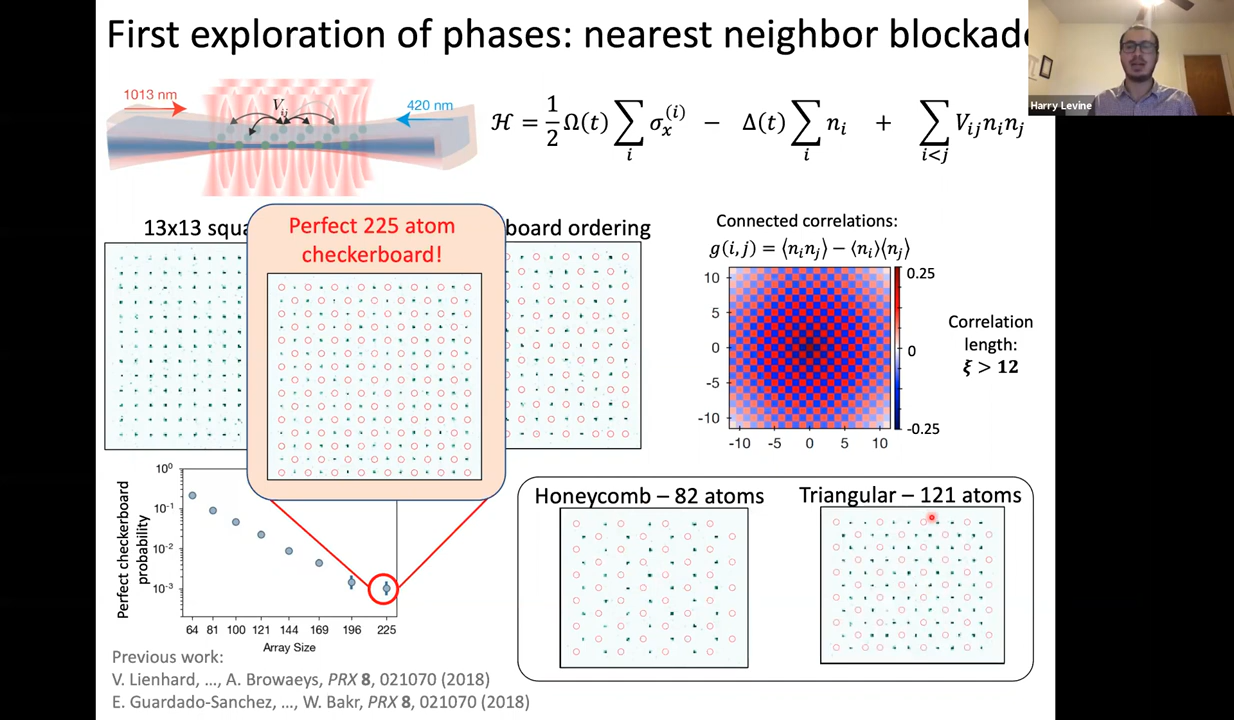 First exploration of phases: nearest neighbor blockad
Harry Levine
1013 nm
V_ij
420 nm
ℋ = 1/2 Ω(t) ∑_i σ_x^(i) − Δ(t) ∑_i n_i + ∑_{i<j} V_ij n_i n_j
13x13 squa
Perfect 225 atom
checkerboard!
board ordering
Connected correlations:
g(i,j) = ⟨n_i n_j⟩ − ⟨n_i⟩⟨n_j⟩
10
5
0
-5
-10
-10 -5 0 5 10
0.25
0
-0.25
Correlation
length:
ξ > 12
Perfect checkerboard
probability
10^0
10^-1
10^-2
10^-3
64 81 100 121 144 169 196 225
Array Size
Honeycomb – 82 atoms
Triangular – 121 atoms
Previous work:
V. Lienhard, …, A. Browaeys, PRX 8, 021070 (2018)
E. Guardado-Sanchez, …, W. Bakr, PRX 8, 021070 (2018)